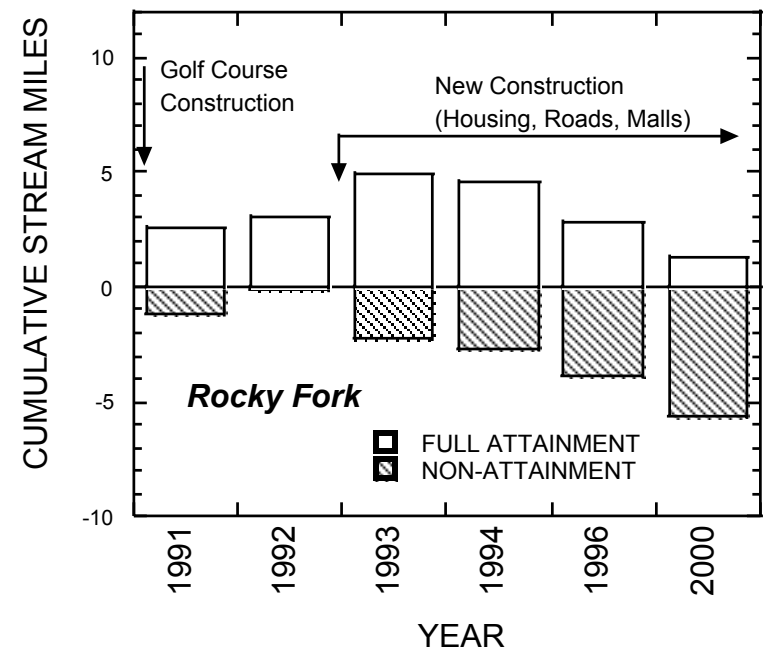 CUMULATIVE STREAM MILES
10
5
0
-5
-10
Golf Course
Construction
New Construction
(Housing, Roads, Malls)
Rocky Fork
FULL ATTAINMENT
NON-ATTAINMENT
1991
1992
1993
1994
1996
2000
YEAR